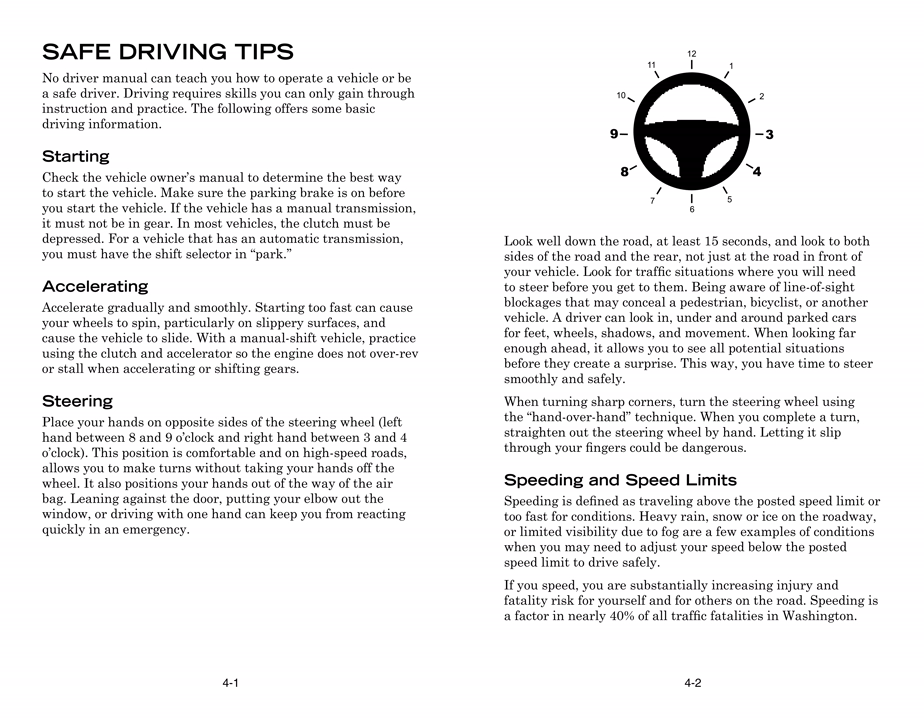 SAFE DRIVING TIPS
No driver manual can teach you how to operate a vehicle or be
a safe driver. Driving requires skills you can only gain through
instruction and practice. The following offers some basic
driving information.
Starting
Check the vehicle owner’s manual to determine the best way
to start the vehicle. Make sure the parking brake is on before
you start the vehicle. If the vehicle has a manual transmission,
it must not be in gear. In most vehicles, the clutch must be
depressed. For a vehicle that has an automatic transmission,
you must have the shift selector in “park.”
Accelerating
Accelerate gradually and smoothly. Starting too fast can cause
your wheels to spin, particularly on slippery surfaces, and
cause the vehicle to slide. With a manual-shift vehicle, practice
using the clutch and accelerator so the engine does not over-rev
or stall when accelerating or shifting gears.
Steering
Place your hands on opposite sides of the steering wheel (left
hand between 8 and 9 o’clock and right hand between 3 and 4
o’clock). This position is comfortable and on high-speed roads,
allows you to make turns without taking your hands off the
wheel. It also positions your hands out of the way of the air
bag. Leaning against the door, putting your elbow out the
window, or driving with one hand can keep you from reacting
quickly in an emergency.
4-1
12
11
1
10
2
9
3
8
4
7
5
6
Look well down the road, at least 15 seconds, and look to both
sides of the road and the rear, not just at the road in front of
your vehicle. Look for traffic situations where you will need
to steer before you get to them. Being aware of line-of-sight
blockages that may conceal a pedestrian, bicyclist, or another
vehicle. A driver can look in, under and around parked cars
for feet, wheels, shadows, and movement. When looking far
enough ahead, it allows you to see all potential situations
before they create a surprise. This way, you have time to steer
smoothly and safely.
When turning sharp corners, turn the steering wheel using
the “hand-over-hand” technique. When you complete a turn,
straighten out the steering wheel by hand. Letting it slip
through your fingers could be dangerous.
Speeding and Speed Limits
Speeding is defined as traveling above the posted speed limit or
too fast for conditions. Heavy rain, snow or ice on the roadway,
or limited visibility due to fog are a few examples of conditions
when you may need to adjust your speed below the posted
speed limit to drive safely.
If you speed, you are substantially increasing injury and
fatality risk for yourself and for others on the road. Speeding is
a factor in nearly 40% of all traffic fatalities in Washington.
4-2